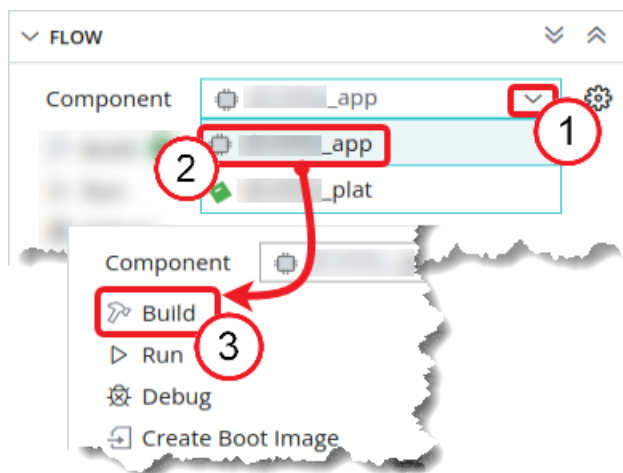 FLOW
Component _app
1
2 _app
_plat
Component
Build
3
Run
Debug
Create Boot Image